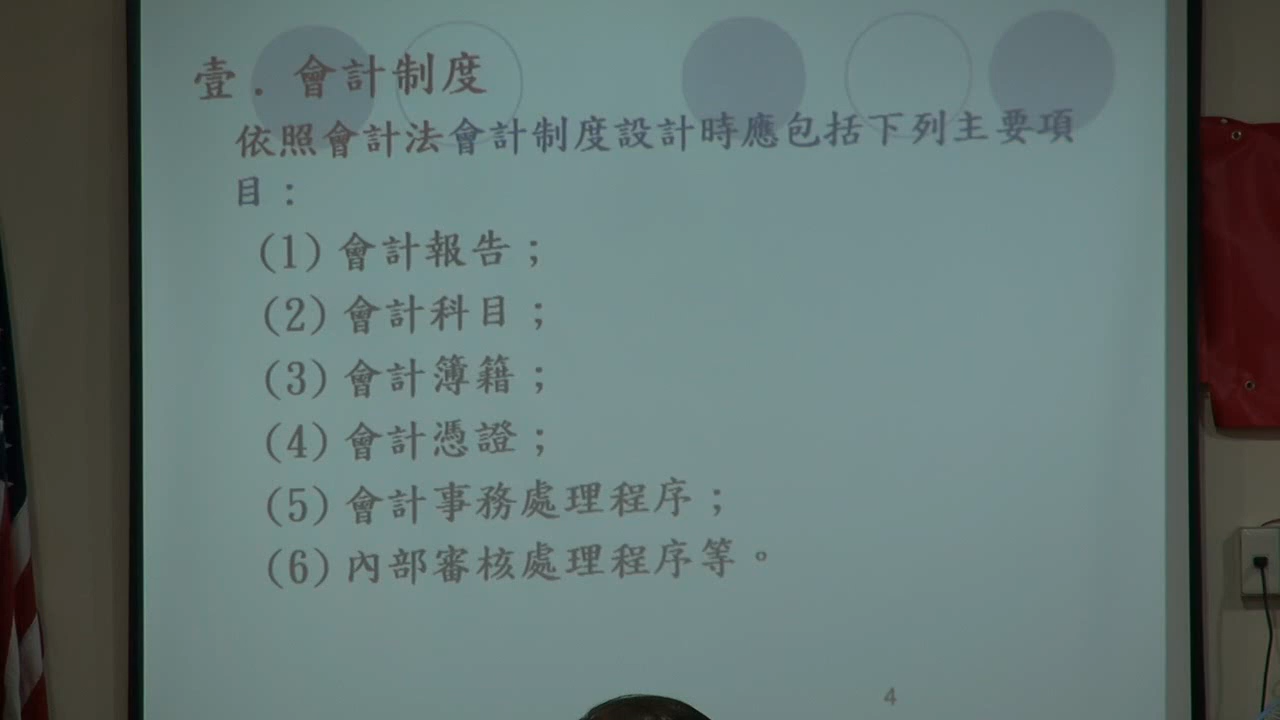 壹. 會計制度
依照會計法會計制度設計時應包括下列主要項
目：
(1)會計報告；
(2)會計科目；
(3)會計簿籍；
(4)會計憑證；
(5)會計事務處理程序；
(6)內部審核處理程序等。
4